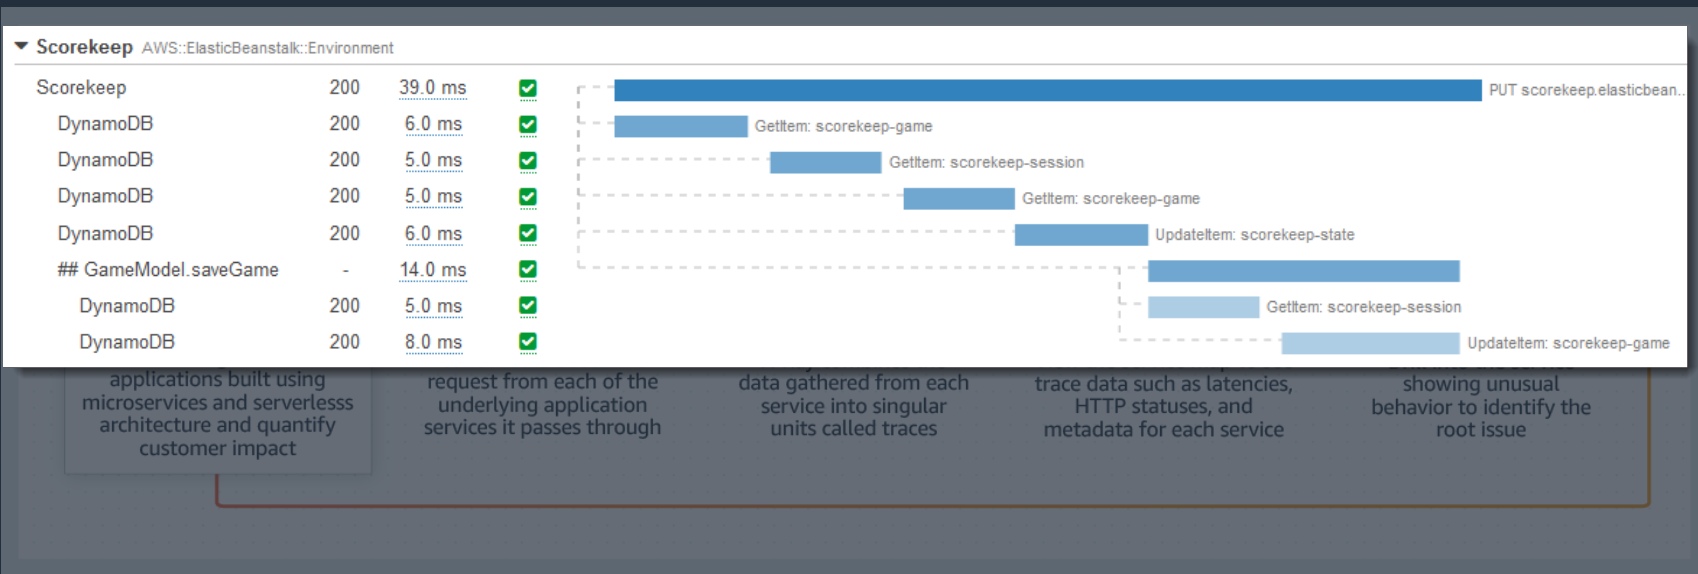 Scorekeep AWS::ElasticBeanstalk::Environment
Scorekeep 200 39.0 ms PUT scorekeep.elasticbean...
DynamoDB 200 6.0 ms GetItem: scorekeep-game
DynamoDB 200 5.0 ms GetItem: scorekeep-session
DynamoDB 200 5.0 ms GetItem: scorekeep-game
DynamoDB 200 6.0 ms UpdateItem: scorekeep-state
## GameModel.saveGame - 14.0 ms
DynamoDB 200 5.0 ms GetItem: scorekeep-session
DynamoDB 200 8.0 ms UpdateItem: scorekeep-game
applications built using
microservices and serverlesss
architecture and quantify
customer impact
request from each of the
underlying application
services it passes through
data gathered from each
service into singular
units called traces
trace data such as latencies,
HTTP statuses, and
metadata for each service
showing unusual
behavior to identify the
root issue